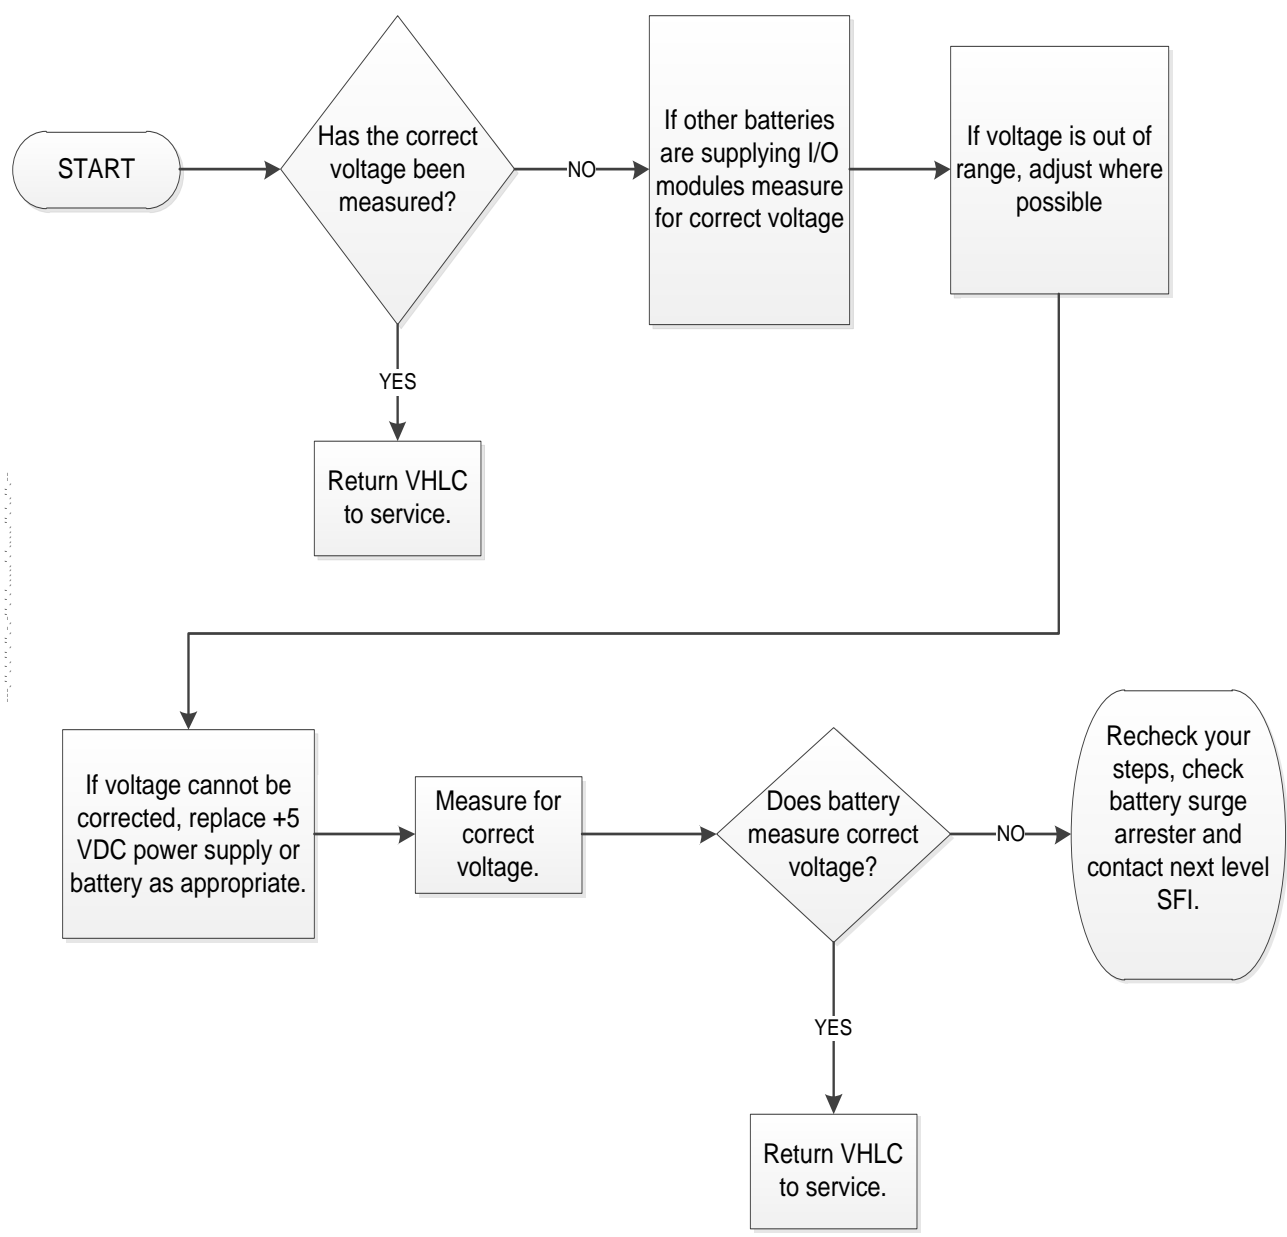 START
Has the correct
voltage been
measured?
NO
If other batteries
are supplying I/O
modules measure
for correct voltage
If voltage is out of
range, adjust where
possible
YES
Return VHLC
to service.
If voltage cannot be
corrected, replace +5
VDC power supply or
battery as appropriate.
Measure for
correct
voltage.
Does battery
measure correct
voltage?
NO
Recheck your
steps, check
battery surge
arrester and
contact next level
SFI.
YES
Return VHLC
to service.